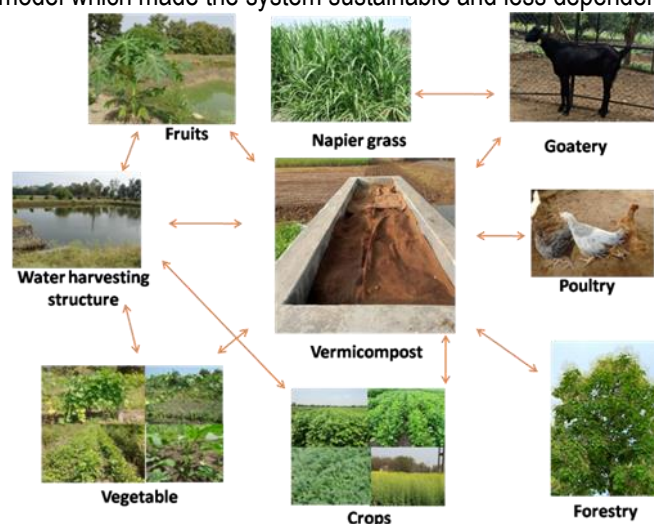 model which made the system sustainable and less dependen
Fruits
Napier grass
Goatery
Water harvesting
structure
Poultry
Vermicompost
Vegetable
Crops
Forestry